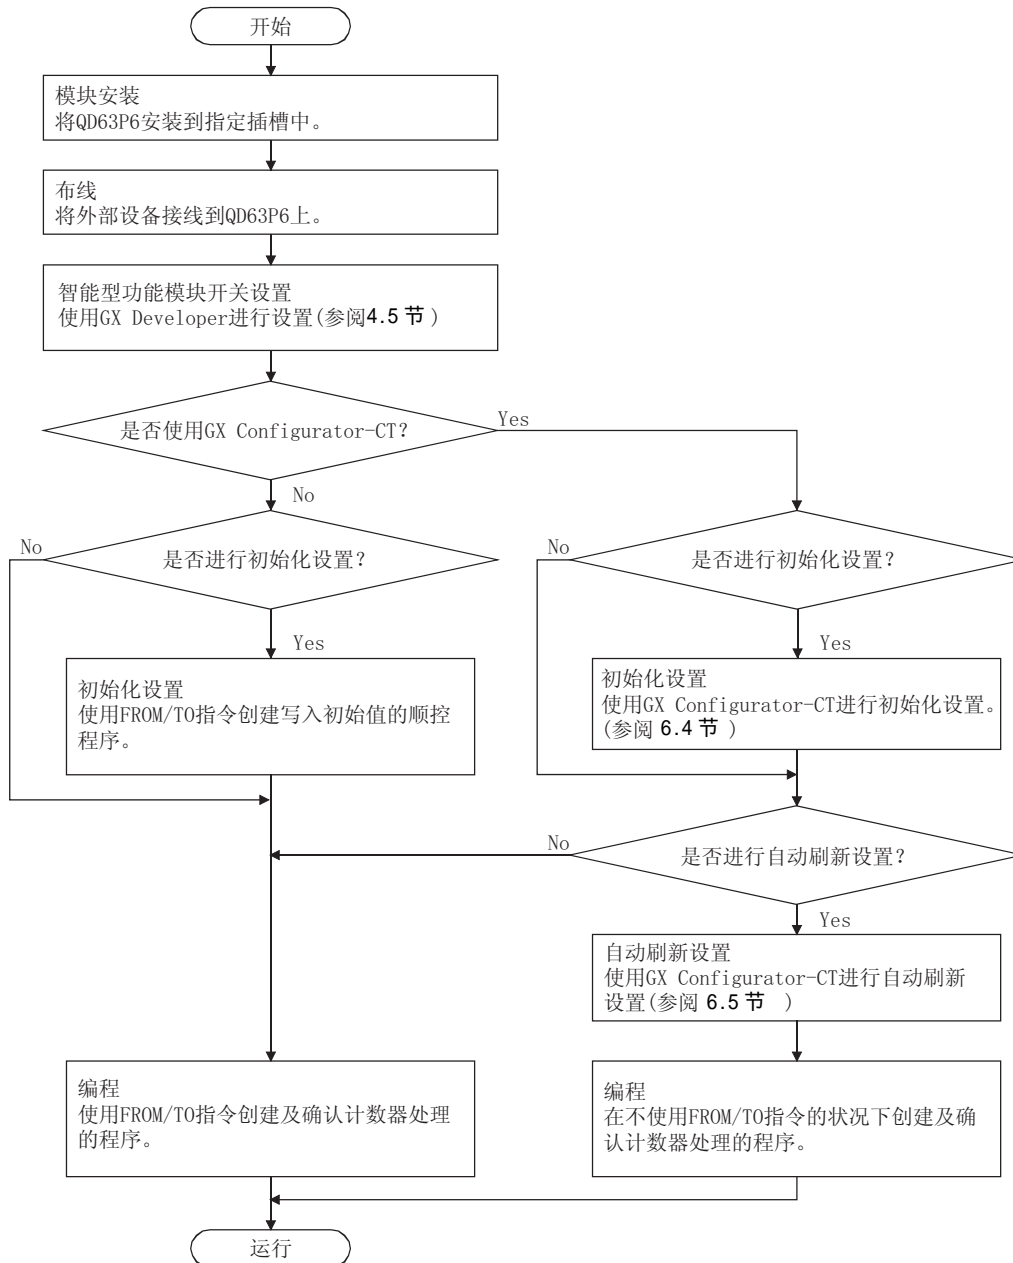 开始
模块安装
将QD63P6安装到指定插槽中。
布线
将外部设备接线到QD63P6上。
智能型功能模块开关设置
使用GX Developer进行设置(参阅4.5 节 )
是否使用GX Configurator-CT?
Yes
No
No
是否进行初始化设置?
No
是否进行初始化设置?
Yes
Yes
初始化设置
使用FROM/TO指令创建写入初始值的顺控
程序。
初始化设置
使用GX Configurator-CT进行初始化设置。
(参阅 6.4 节 )
No
是否进行自动刷新设置?
Yes
自动刷新设置
使用GX Configurator-CT进行自动刷新
设置(参阅 6.5 节 )
编程
使用FROM/TO指令创建及确认计数器处理
的程序。
编程
在不使用FROM/TO指令的状况下创建及确
认计数器处理的程序。
运行